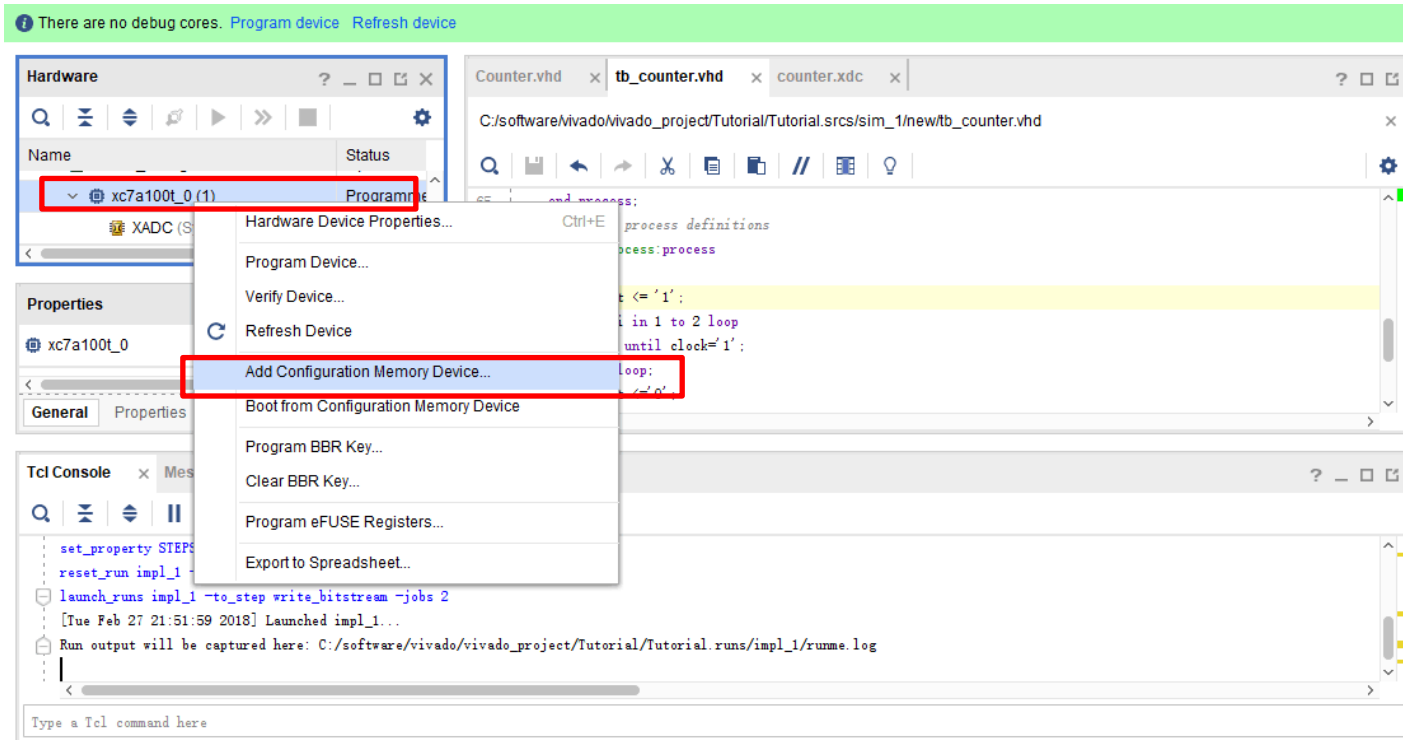 There are no debug cores. Program device Refresh device
Hardware
Counter.vhd tb_counter.vhd counter.xdc
C:/software/vivado/vivado_project/Tutorial/Tutorial.srcs/sim_1/new/tb_counter.vhd
Name Status
xc7a100t_0 (1) Programme
XADC (S
Hardware Device Properties... Ctrl+E
Program Device...
Verify Device...
Refresh Device
Add Configuration Memory Device...
Boot from Configuration Memory Device
Program BBR Key...
Clear BBR Key...
Program eFUSE Registers...
Export to Spreadsheet...
65 end process;
process definitions
ocess:process
t <= '1';
i in 1 to 2 loop
until clock='1';
loop;
t <='0';
Properties
xc7a100t_0
General Properties
Tcl Console Mes
set_property STEPS
reset_run impl_1 -
launch_runs impl_1 -to_step write_bitstream -jobs 2
[Tue Feb 27 21:51:59 2018] Launched impl_1...
Run output will be captured here: C:/software/vivado/vivado_project/Tutorial/Tutorial.runs/impl_1/runme.log
Type a Tcl command here